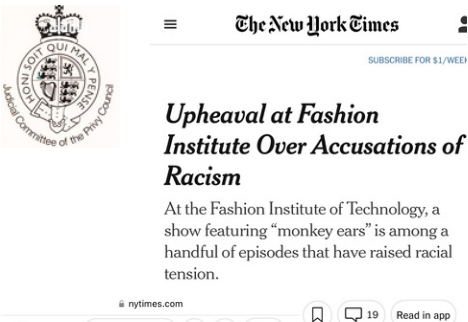 HONI SOIT QUI MAL Y PENSE
Judicial Committee of the Privy Council
The New York Times
SUBSCRIBE FOR $1/WEEK
Upheaval at Fashion
Institute Over Accusations of
Racism
At the Fashion Institute of Technology, a
show featuring “monkey ears” is among a
handful of episodes that have raised racial
tension.
nytimes.com
19
Read in app